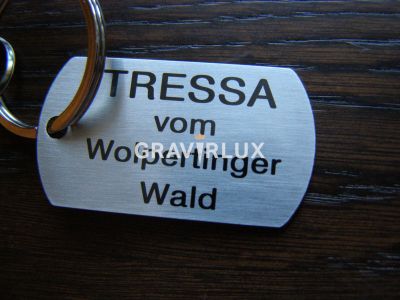 TRESSA
vom
Wolpertinger
GRAVIRLUX
Wald